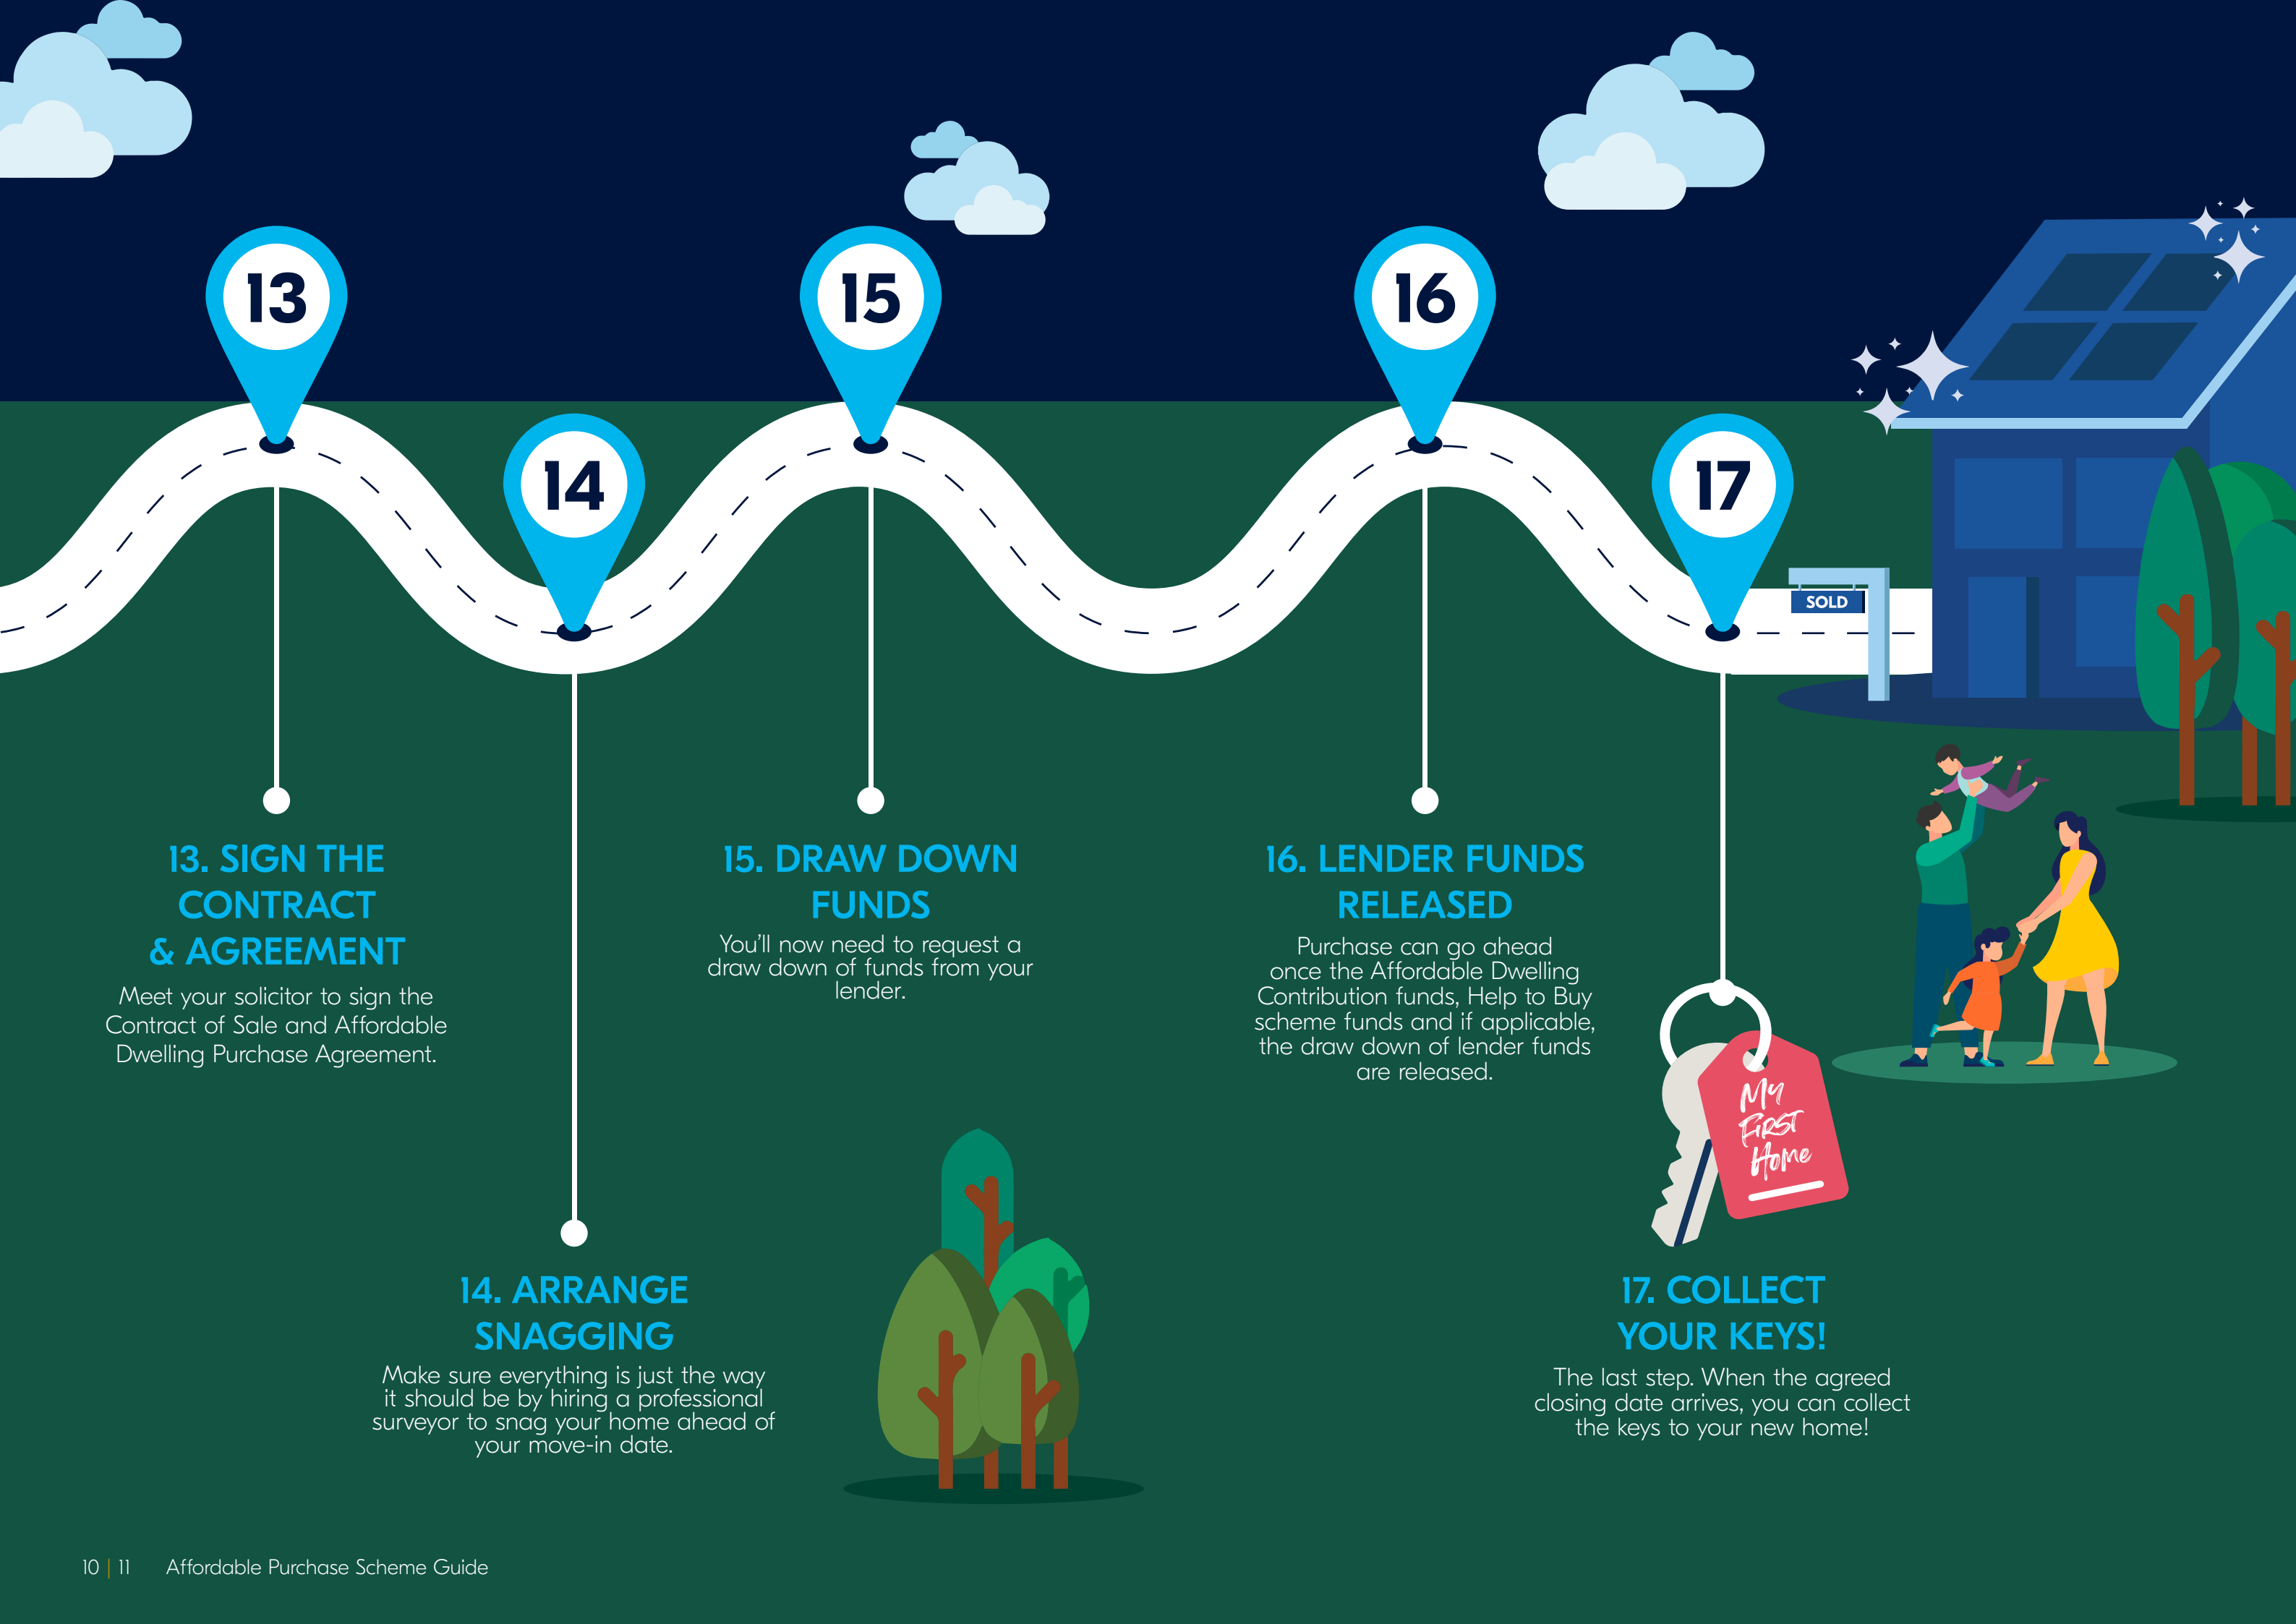 13
15
16
14
17
SOLD
13. SIGN THE
CONTRACT
& AGREEMENT
Meet your solicitor to sign the
Contract of Sale and Affordable
Dwelling Purchase Agreement.
14. ARRANGE
SNAGGING
Make sure everything is just the way
it should be by hiring a professional
surveyor to snag your home ahead of
your move-in date.
15. DRAW DOWN
FUNDS
You’ll now need to request a
draw down of funds from your
lender.
16. LENDER FUNDS
RELEASED
Purchase can go ahead
once the Affordable Dwelling
Contribution funds, Help to Buy
scheme funds and if applicable,
the draw down of lender funds
are released.
My
First
Home
17. COLLECT
YOUR KEYS!
The last step. When the agreed
closing date arrives, you can collect
the keys to your new home!
10 | 11 Affordable Purchase Scheme Guide